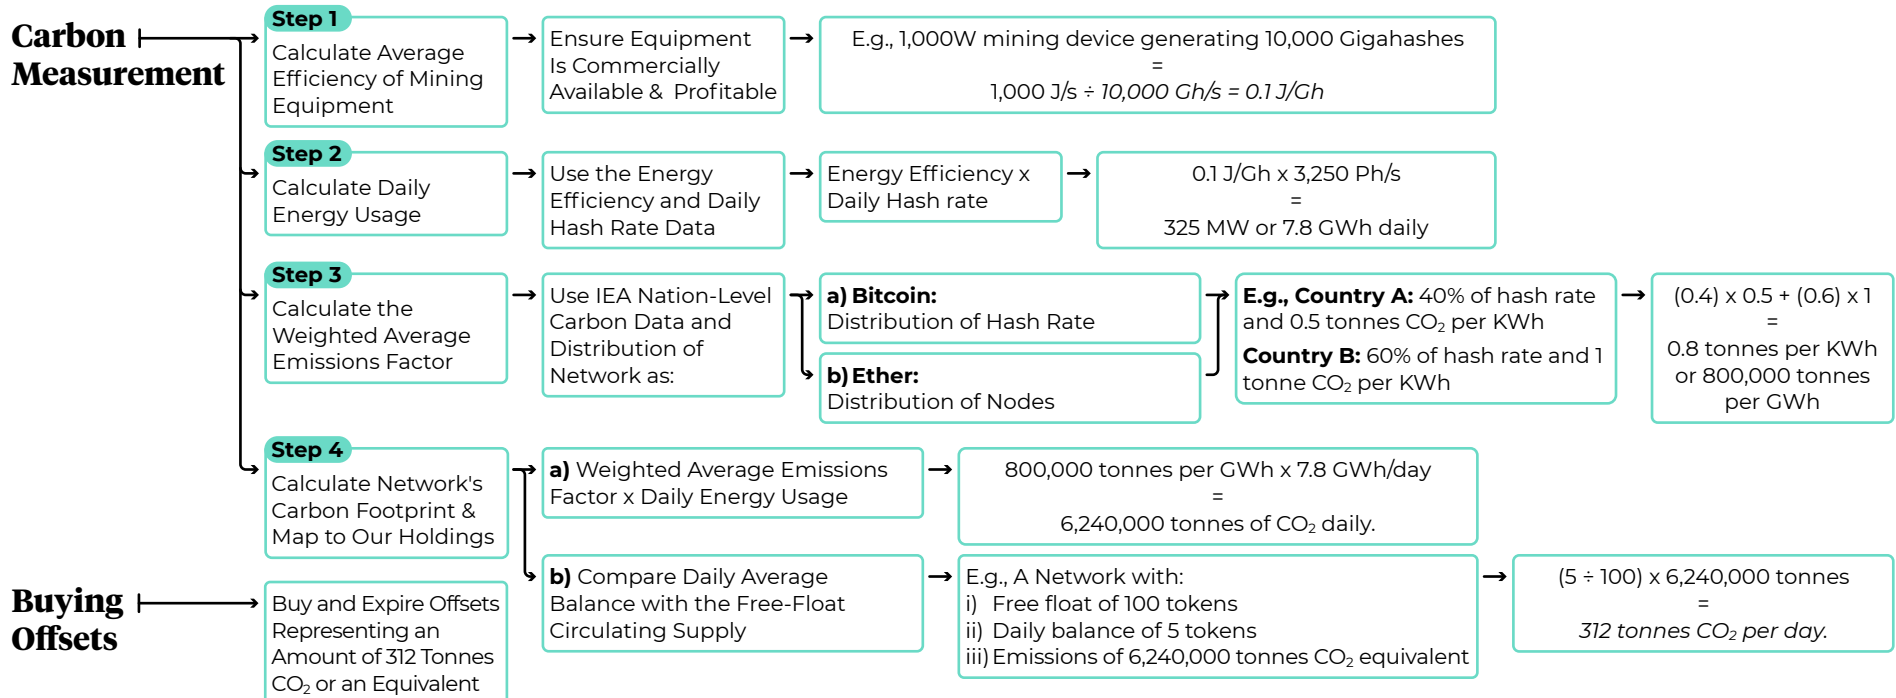 Carbon
Measurement
Step 1
Calculate Average
Efficiency of Mining
Equipment
Ensure Equipment
Is Commercially
Available & Profitable
E.g., 1,000W mining device generating 10,000 Gigahashes
=
1,000 J/s ÷ 10,000 Gh/s = 0.1 J/Gh
Step 2
Calculate Daily
Energy Usage
Use the Energy
Efficiency and Daily
Hash Rate Data
Energy Efficiency x
Daily Hash rate
0.1 J/Gh x 3,250 Ph/s
=
325 MW or 7.8 GWh daily
Step 3
Calculate the
Weighted Average
Emissions Factor
Use IEA Nation-Level
Carbon Data and
Distribution of
Network as:
a) Bitcoin:
Distribution of Hash Rate
b) Ether:
Distribution of Nodes
E.g., Country A: 40% of hash rate
and 0.5 tonnes CO₂ per KWh
Country B: 60% of hash rate and 1
tonne CO₂ per KWh
(0.4) x 0.5 + (0.6) x 1
=
0.8 tonnes per KWh
or 800,000 tonnes
per GWh
Step 4
Calculate Network's
Carbon Footprint &
Map to Our Holdings
a) Weighted Average Emissions
Factor x Daily Energy Usage
800,000 tonnes per GWh x 7.8 GWh/day
=
6,240,000 tonnes of CO₂ daily.
b) Compare Daily Average
Balance with the Free-Float
Circulating Supply
E.g., A Network with:
i) Free float of 100 tokens
ii) Daily balance of 5 tokens
iii) Emissions of 6,240,000 tonnes CO₂ equivalent
(5 ÷ 100) x 6,240,000 tonnes
=
312 tonnes CO₂ per day.
Buying
Offsets
Buy and Expire Offsets
Representing an
Amount of 312 Tonnes
CO₂ or an Equivalent